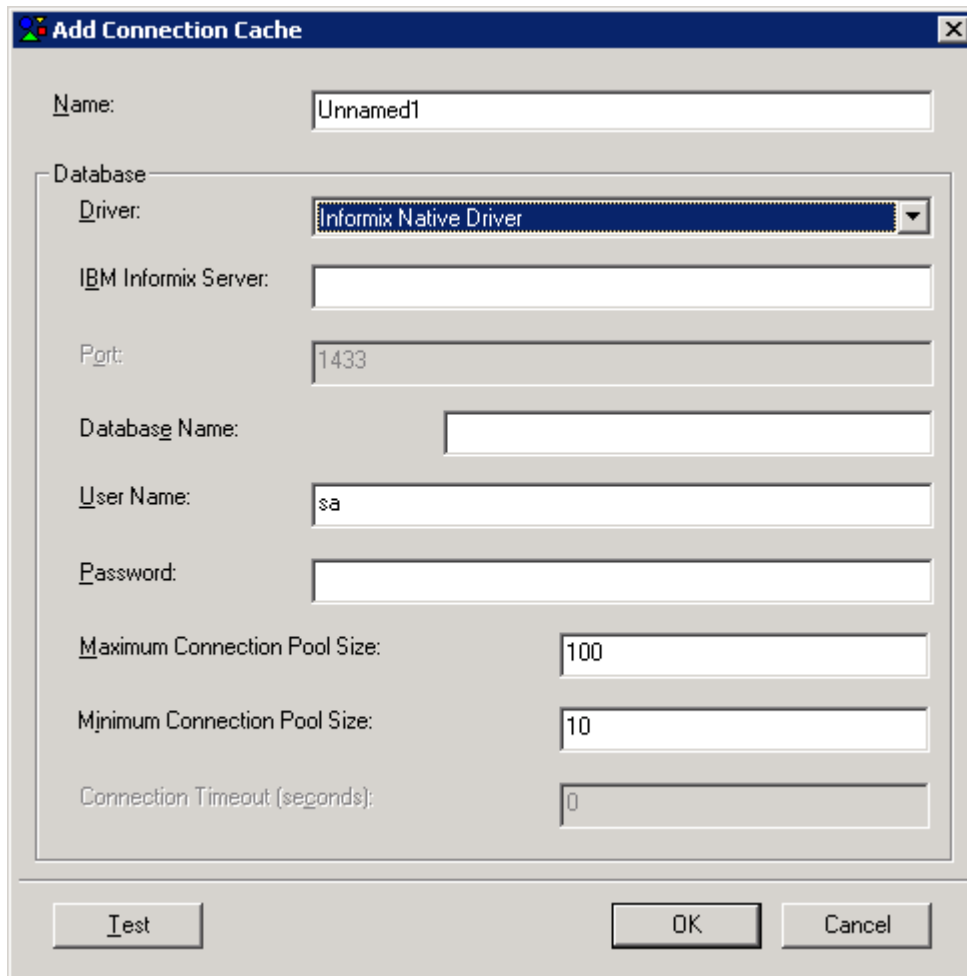 Add Connection Cache
Name: Unnamed1
Database
Driver: Informix Native Driver
IBM Informix Server:
Port: 1433
Database Name:
User Name: sa
Password:
Maximum Connection Pool Size: 100
Minimum Connection Pool Size: 10
Connection Timeout (seconds): 0
Test OK Cancel